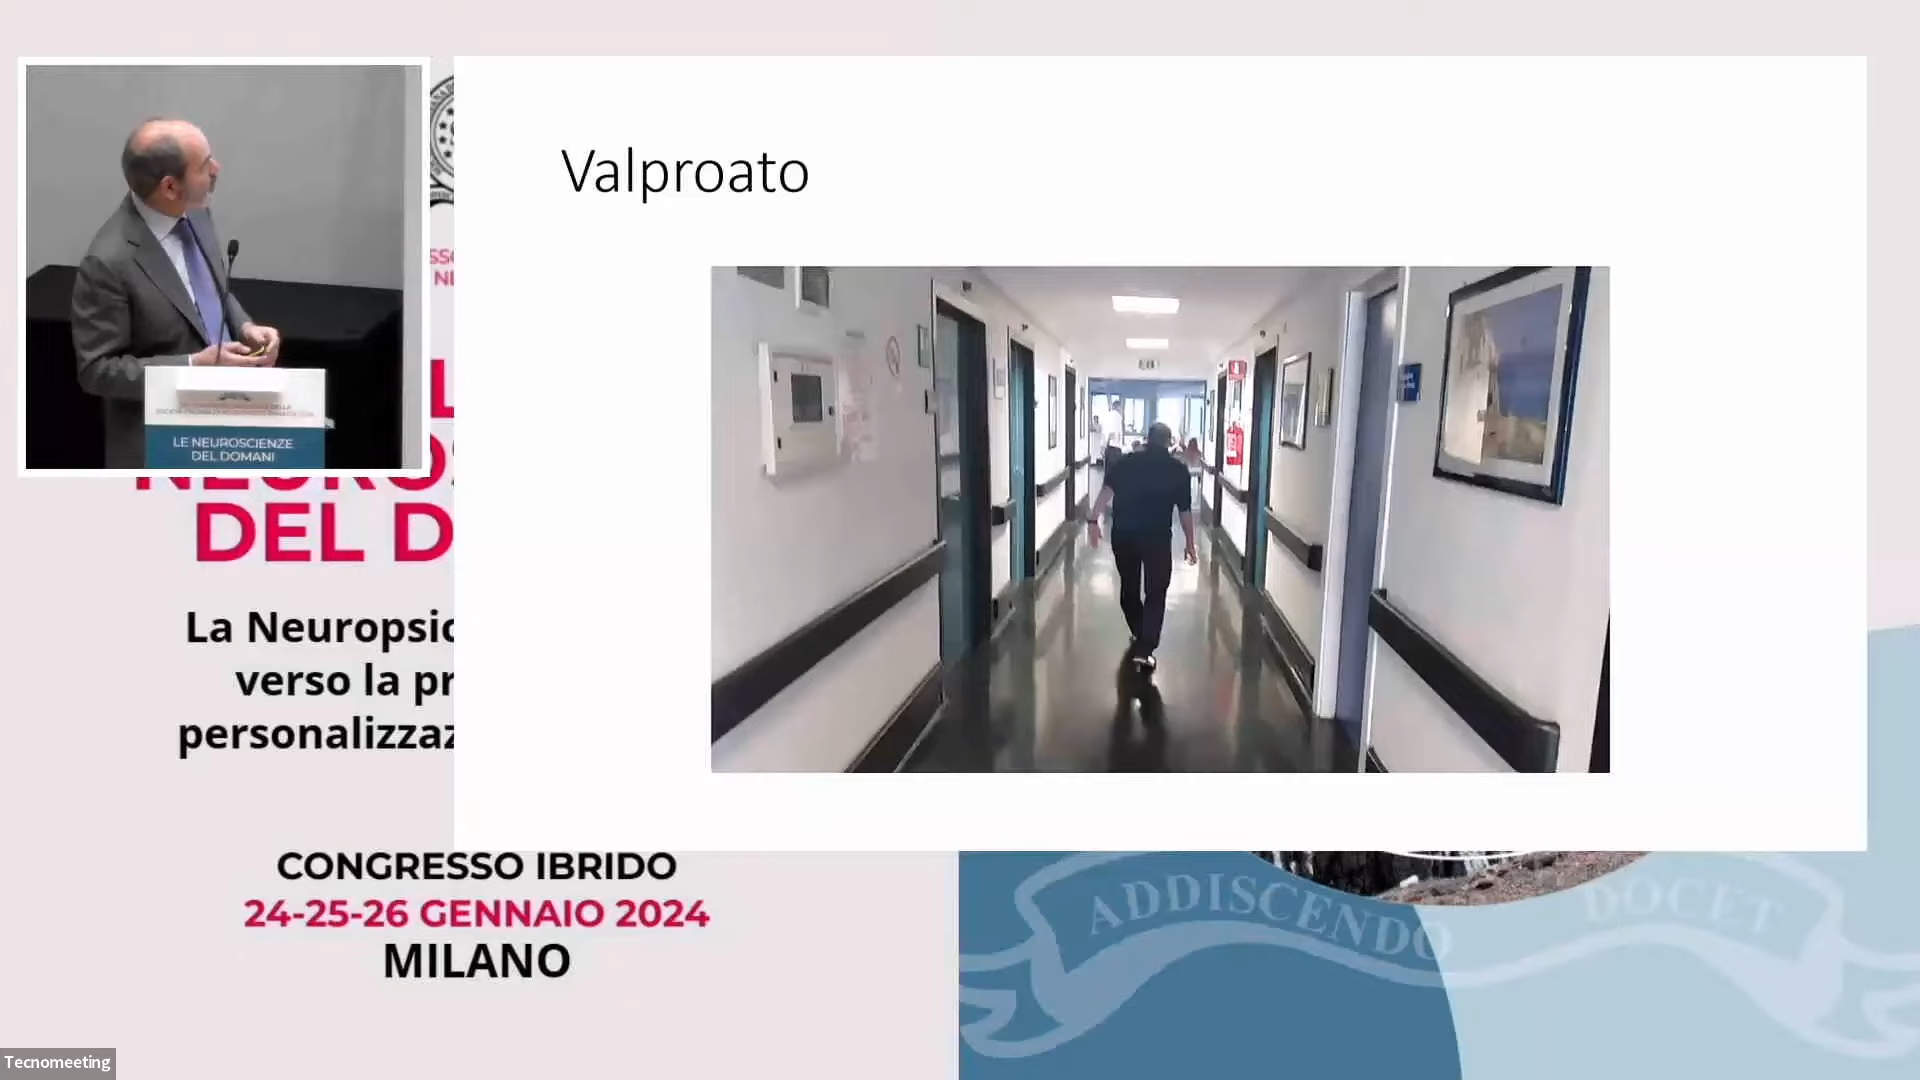 Valproato
LE NEUROSCIENZE
DEL DOMANI
DEL D
La Neuropsic
verso la pr
personalizzaz
CONGRESSO IBRIDO
24-25-26 GENNAIO 2024
MILANO
ADDISCENDO DOCET
Tecnomeeting